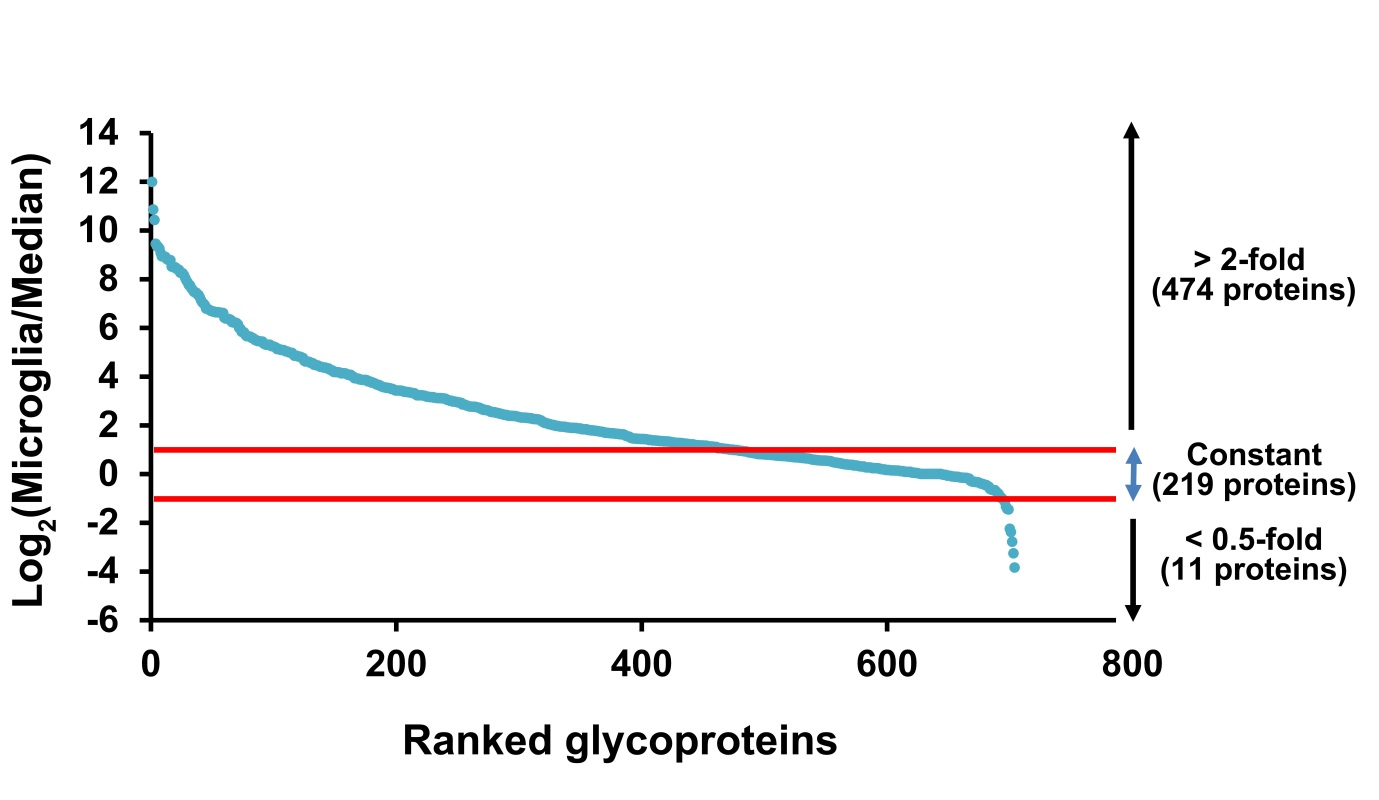 Log2(Microglia/Median)
14
12
10
8
6
4
2
0
-2
-4
-6
0
200
400
600
800
Ranked glycoproteins
> 2-fold
(474 proteins)
Constant
(219 proteins)
< 0.5-fold
(11 proteins)